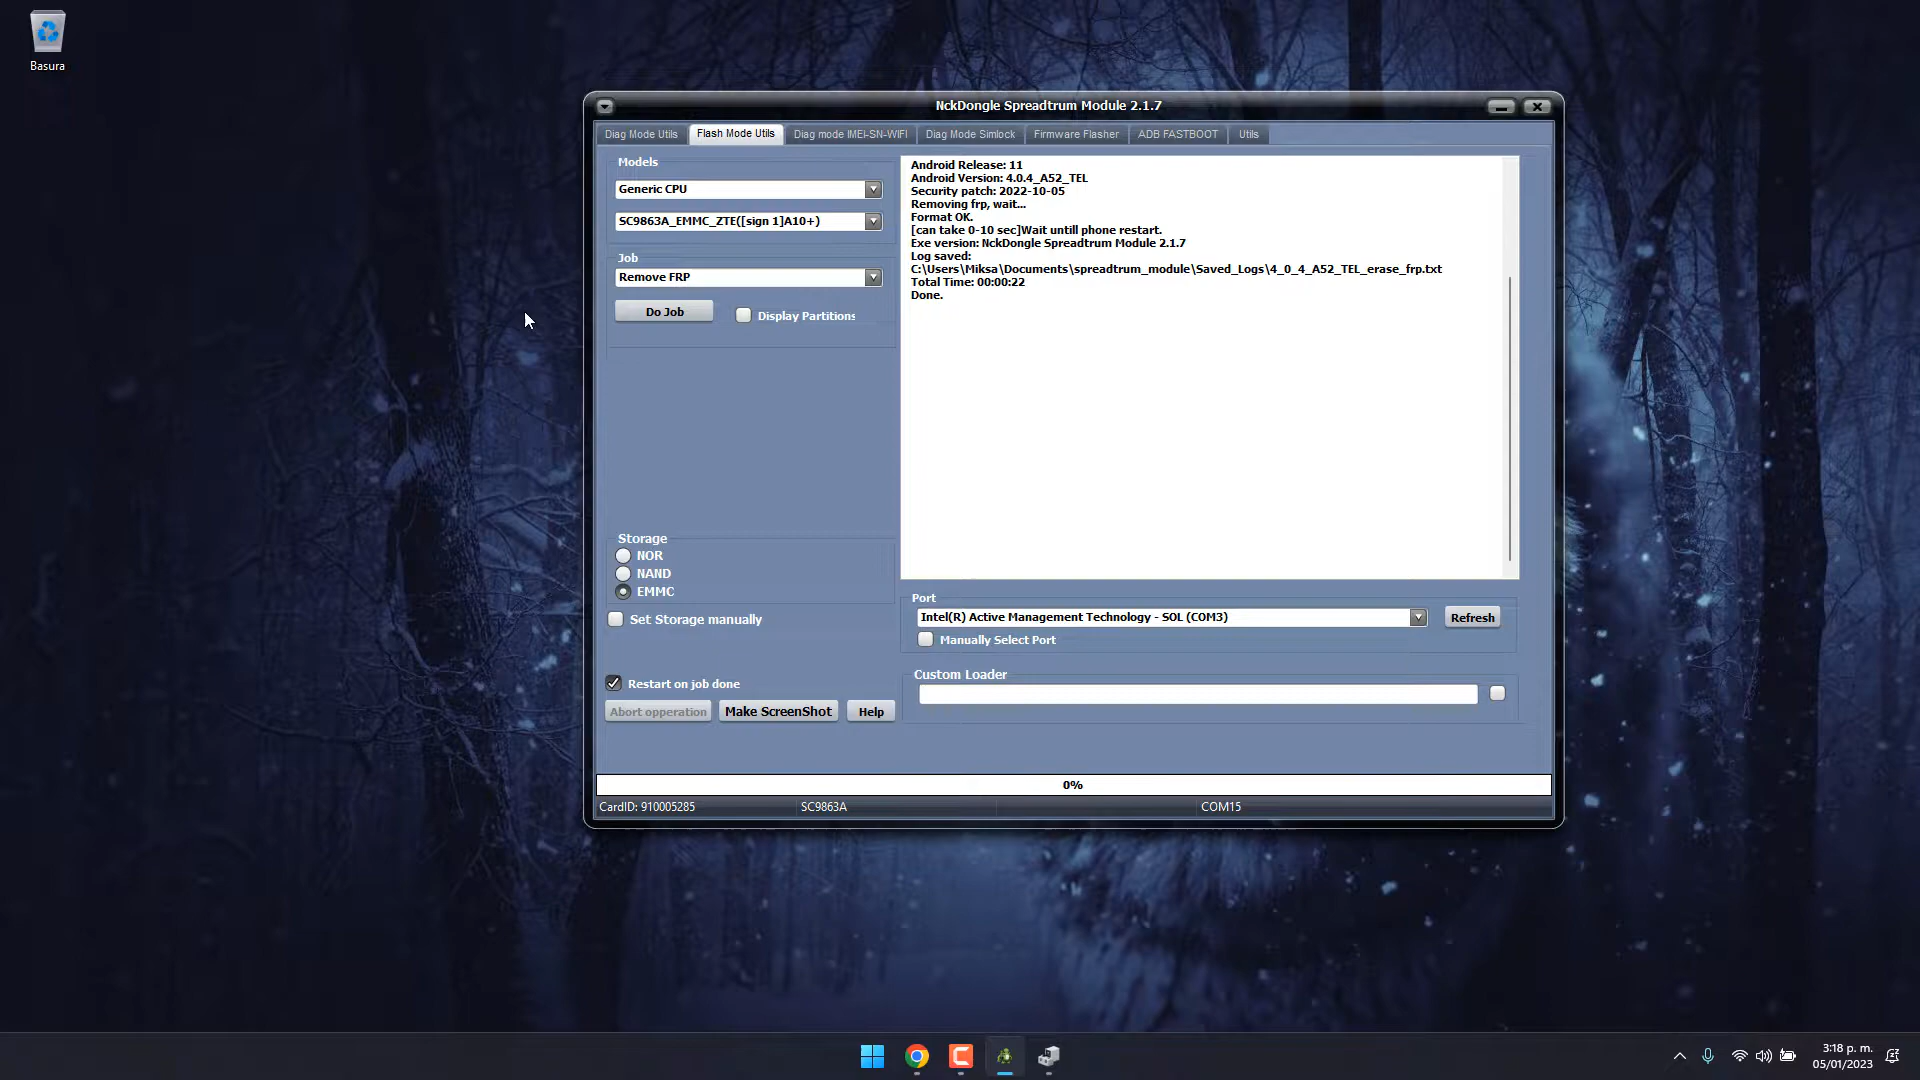 Basura
NckDongle Spreadtrum Module 2.1.7
Diag Mode Utils
Flash Mode Utils
Diag mode IMEI-SN-WIFI
Diag Mode Simlock
Firmware Flasher
ADB FASTBOOT
Utils
Models
Generic CPU
SC9863A_EMMC_ZTE([sign 1]A10+)
Job
Remove FRP
Do Job
Display Partitions
Android Release: 11
Android Version: 4.0.4_A52_TEL
Security patch: 2022-10-05
Removing frp, wait...
Format OK.
[can take 0-10 sec]Wait untill phone restart.
Exe version: NckDongle Spreadtrum Module 2.1.7
Log saved:
C:\Users\Miksa\Documents\spreadtrum_module\Saved_Logs\4_0_4_A52_TEL_erase_frp.txt
Total Time: 00:00:22
Done.
Storage
NOR
NAND
EMMC
Set Storage manually
Port
Intel(R) Active Management Technology - SOL (COM3)
Refresh
Manually Select Port
Restart on job done
Abort opperation
Make ScreenShot
Help
Custom Loader
0%
CardID: 910005285
SC9863A
COM15
3:18 p. m.
05/01/2023